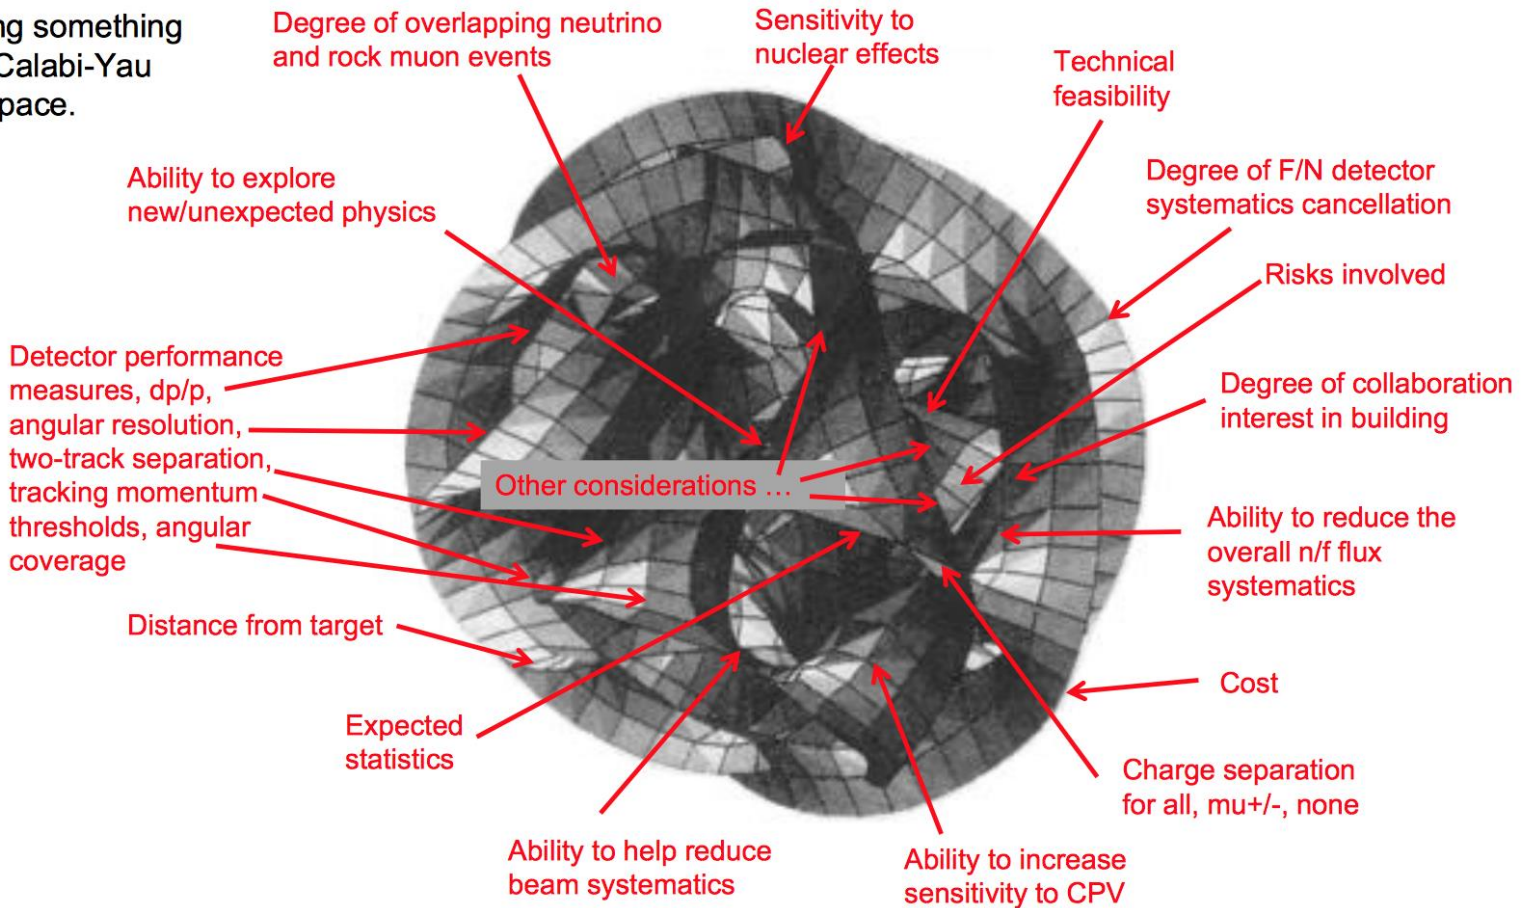 something
Calabi-Yau
space.
Degree of overlapping neutrino
and rock muon events
Sensitivity to
nuclear effects
Technical
feasibility
Ability to explore
new/unexpected physics
Degree of F/N detector
systematics cancellation
Risks involved
Detector performance
measures, dp/p,
angular resolution,
two-track separation,
tracking momentum
thresholds, angular
coverage
Degree of collaboration
interest in building
Other considerations …
Ability to reduce the
overall n/f flux
systematics
Distance from target
Cost
Expected
statistics
Charge separation
for all, mu+/-, none
Ability to help reduce
beam systematics
Ability to increase
sensitivity to CPV